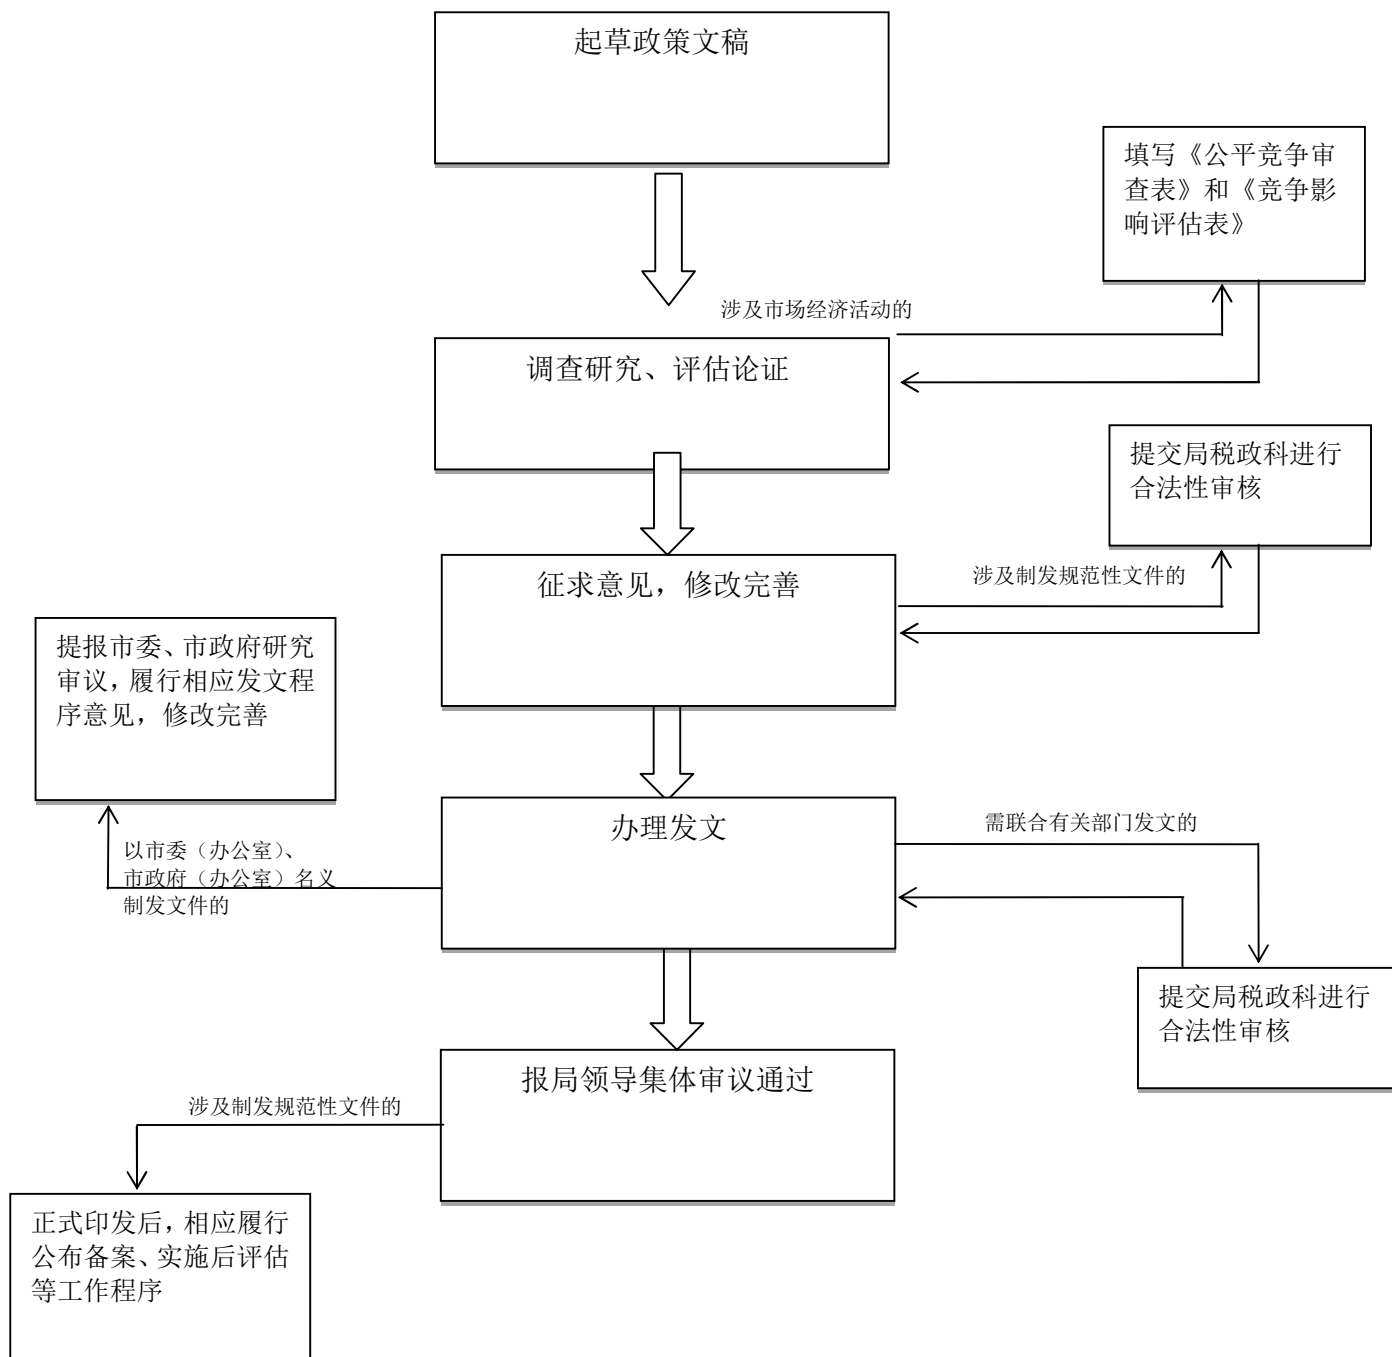 起草政策文稿
填写《公平竞争审
查表》和《竞争影
响评估表》
涉及市场经济活动的
调查研究、评估论证
提交局税政科进行
合法性审核
征求意见，修改完善
涉及制发规范性文件的
提报市委、市政府研究
审议，履行相应发文程
序意见，修改完善
办理发文
需联合有关部门发文的
以市委（办公室）、
市政府（办公室）名义
制发文件的
提交局税政科进行
合法性审核
报局领导集体审议通过
涉及制发规范性文件的
正式印发后，相应履行
公布备案、实施后评估
等工作程序